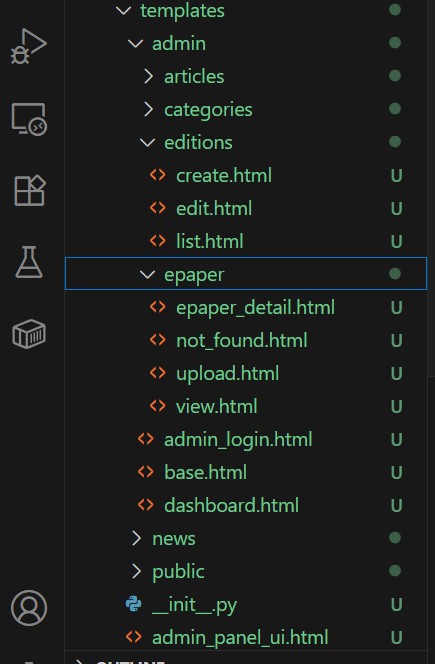 templates
admin
articles
categories
editions
create.html U
edit.html U
list.html U
epaper
epaper_detail.html U
not_found.html U
upload.html U
view.html U
admin_login.html U
base.html U
dashboard.html U
news
public
__init__.py U
admin_panel_ui.html U
OUTLINE